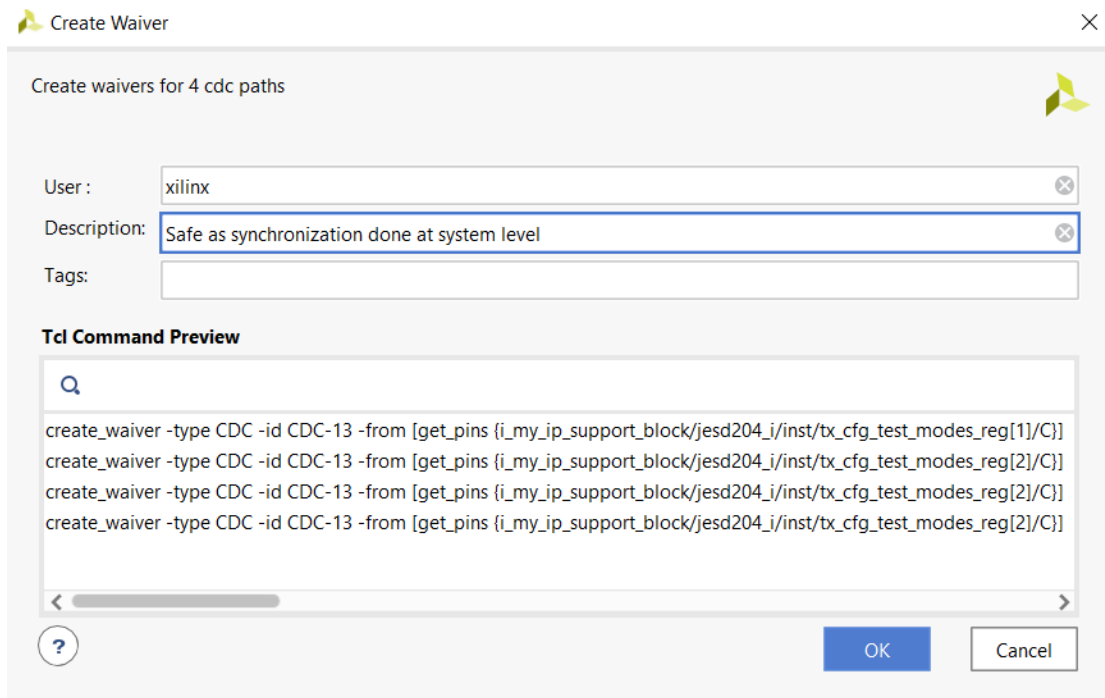 Create Waiver
Create waivers for 4 cdc paths
User : xilinx
Description: Safe as synchronization done at system level
Tags:
Tcl Command Preview
create_waiver -type CDC -id CDC-13 -from [get_pins {i_my_ip_support_block/jesd204_i/inst/tx_cfg_test_modes_reg[1]/C}]
create_waiver -type CDC -id CDC-13 -from [get_pins {i_my_ip_support_block/jesd204_i/inst/tx_cfg_test_modes_reg[2]/C}]
create_waiver -type CDC -id CDC-13 -from [get_pins {i_my_ip_support_block/jesd204_i/inst/tx_cfg_test_modes_reg[2]/C}]
create_waiver -type CDC -id CDC-13 -from [get_pins {i_my_ip_support_block/jesd204_i/inst/tx_cfg_test_modes_reg[2]/C}]
? OK Cancel